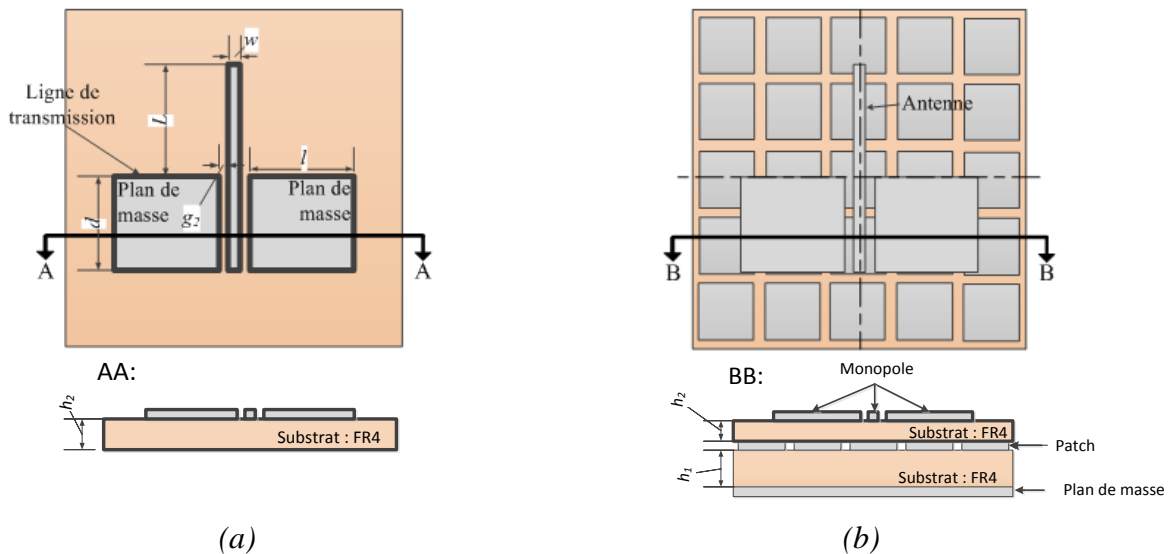 w
Ligne de
transmission
L
l
Plan de
masse
g2
Plan de
masse
d
A
A
AA:
h2
Substrat : FR4
(a)
Antenne
B
B
BB:
Monopole
h2
Substrat : FR4
Patch
h1
Substrat : FR4
Plan de masse
(b)